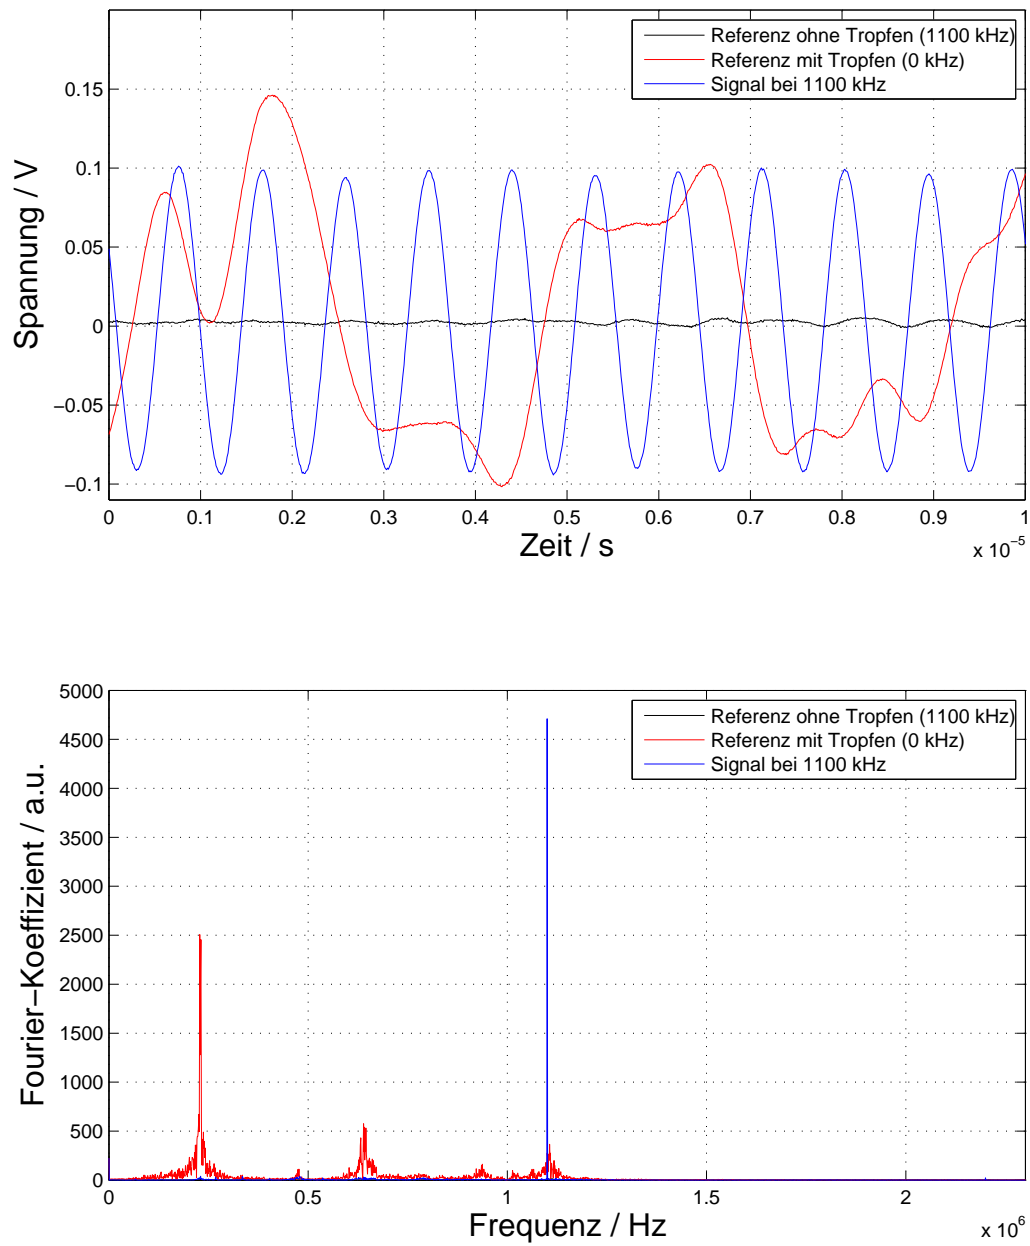 Referenz ohne Tropfen (1100 kHz)
Referenz mit Tropfen (0 kHz)
Signal bei 1100 kHz
0.15
0.1
0.05
0
−0.05
−0.1
Spannung / V
0 0.1 0.2 0.3 0.4 0.5 0.6 0.7 0.8 0.9 1
Zeit / s
x 10⁻⁵
Referenz ohne Tropfen (1100 kHz)
Referenz mit Tropfen (0 kHz)
Signal bei 1100 kHz
5000
4500
4000
3500
3000
2500
2000
1500
1000
500
0
Fourier−Koeffizient / a.u.
0 0.5 1 1.5 2
Frequenz / Hz
x 10⁶